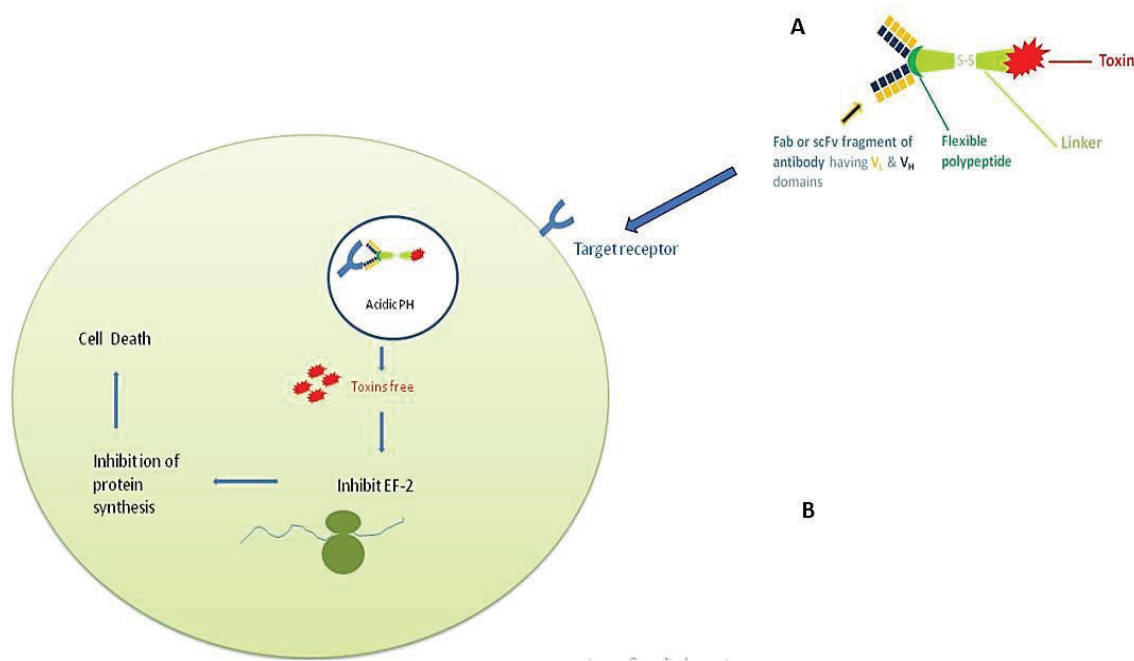 A
S-S
Toxin
Fab or scFv fragment of
antibody having VL & VH
domains
Flexible
polypeptide
Linker
Target receptor
Acidic PH
Cell Death
Toxins free
Inhibition of
protein
synthesis
Inhibit EF-2
B